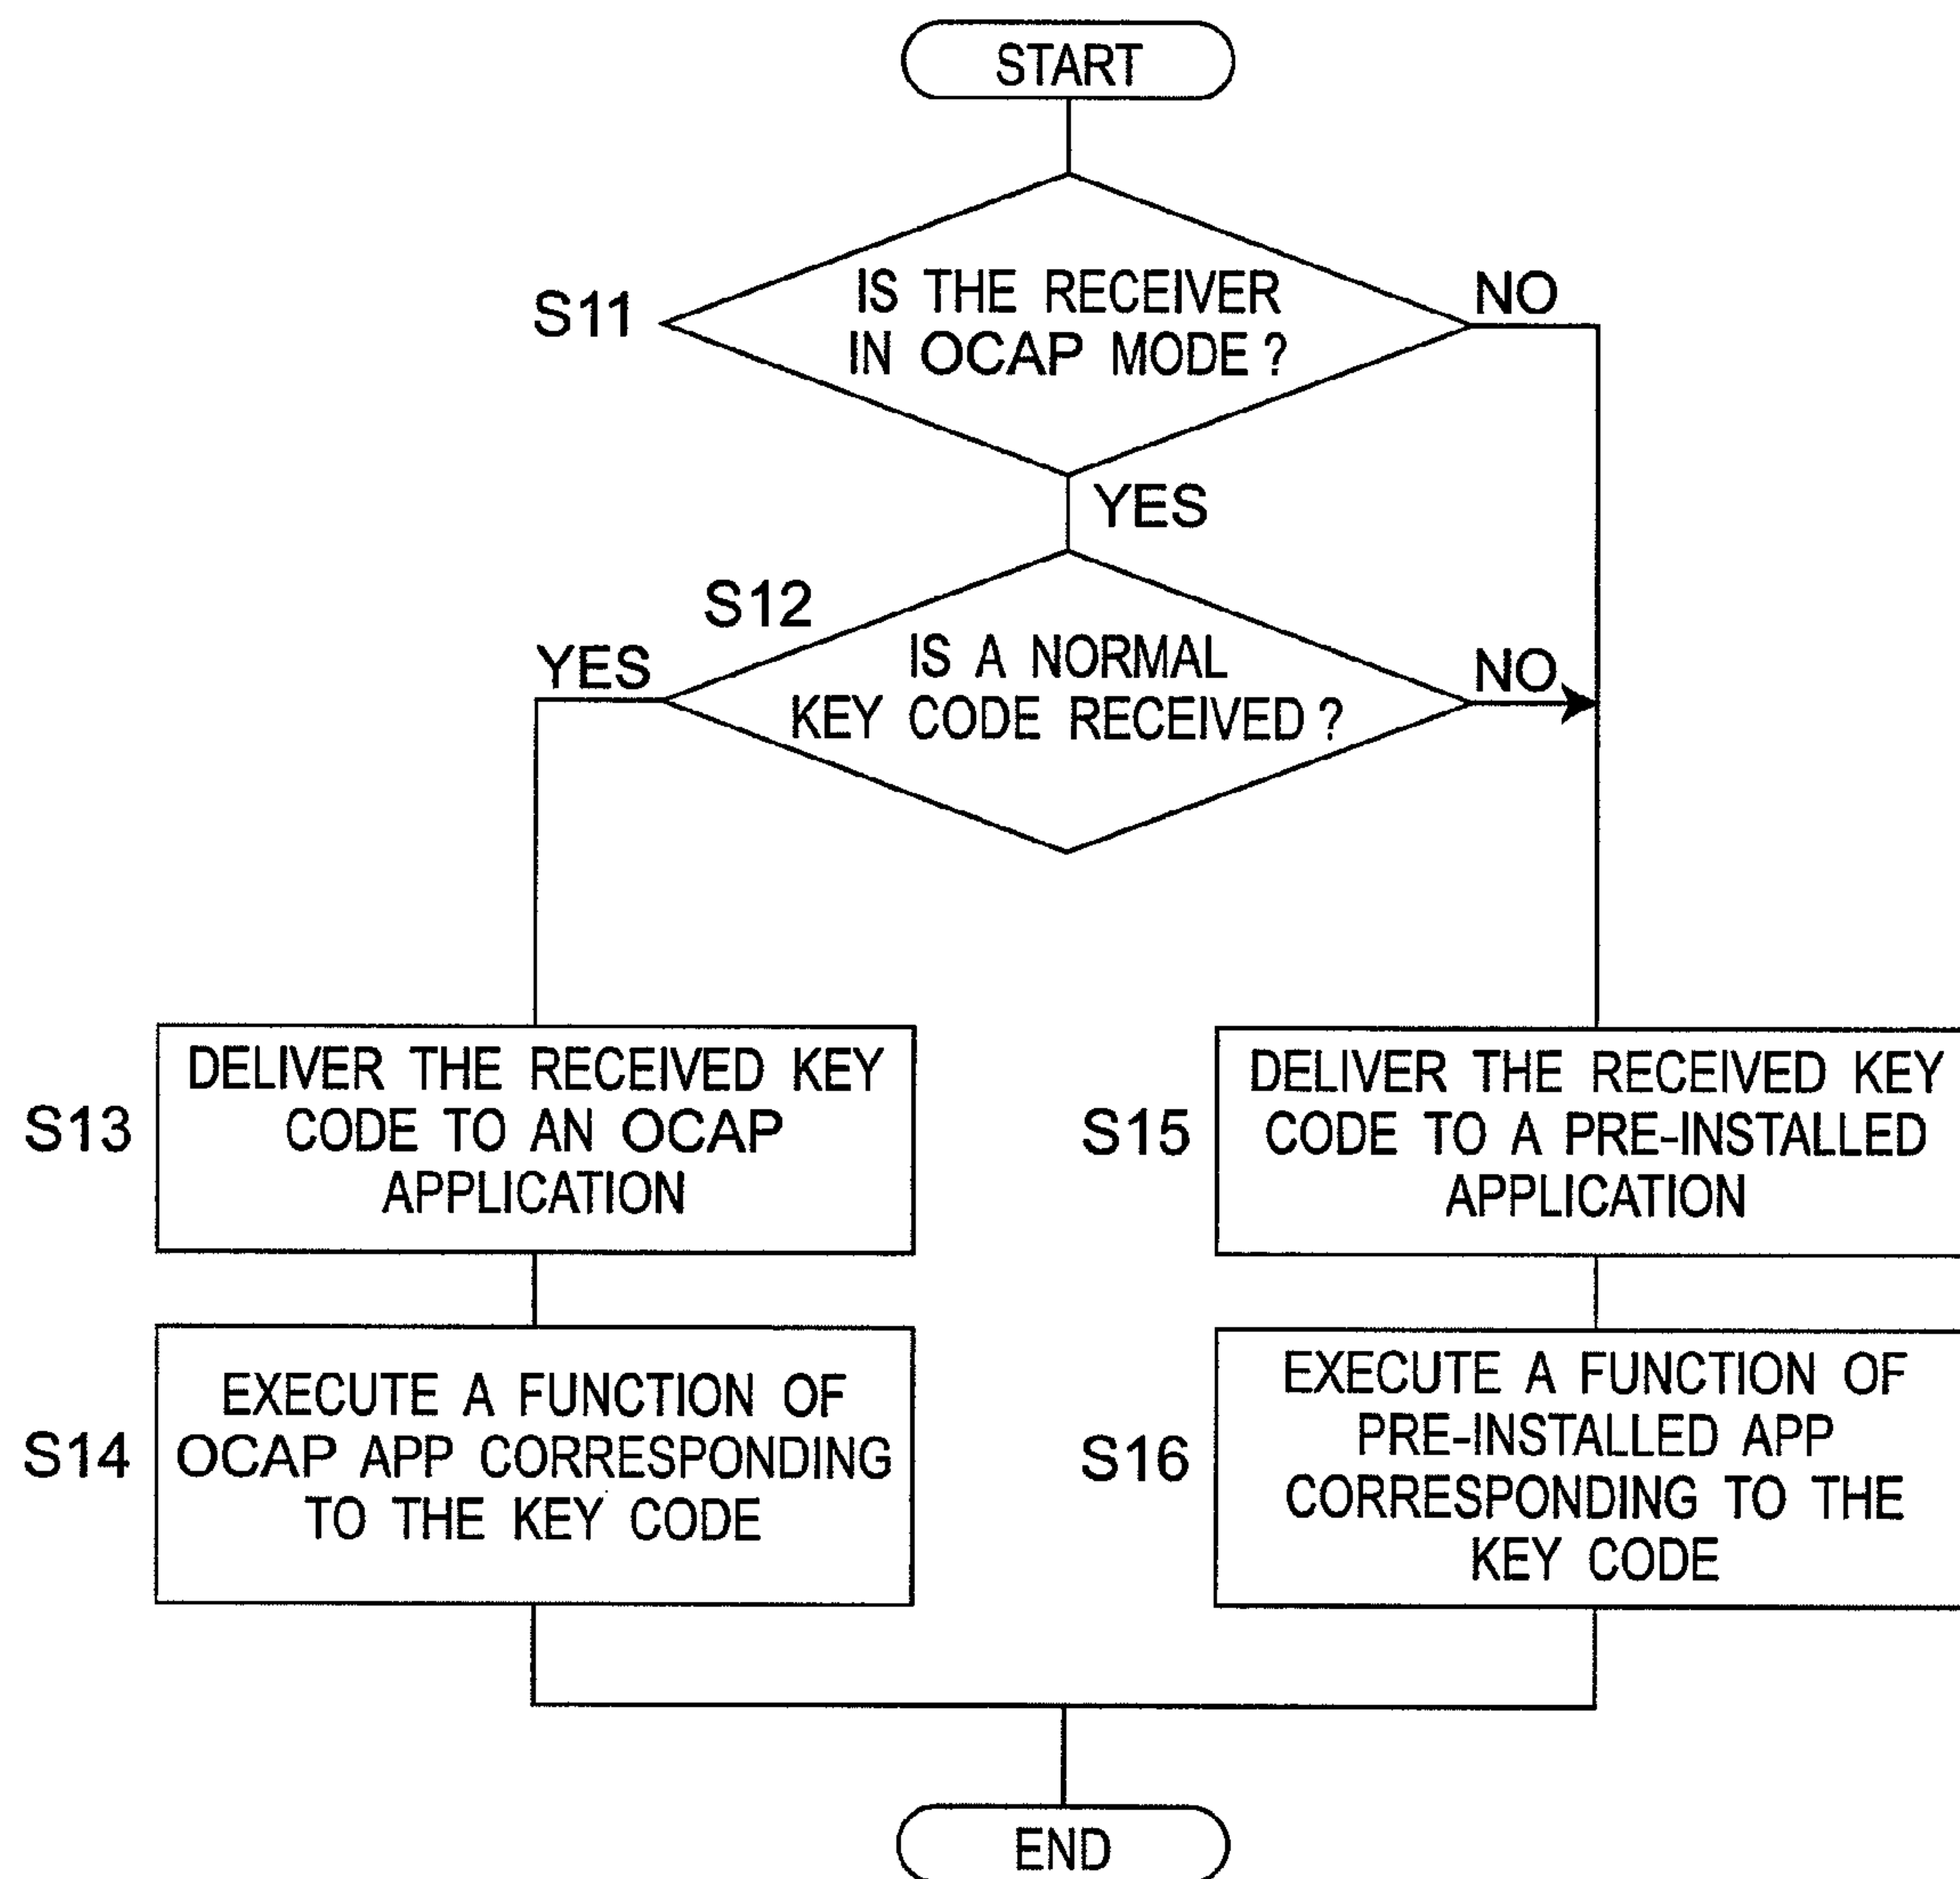 START
S11
IS THE RECEIVER
IN OCAP MODE?
NO
YES
S12
YES
IS A NORMAL
KEY CODE RECEIVED?
NO
S13
DELIVER THE RECEIVED KEY
CODE TO AN OCAP
APPLICATION
S15
DELIVER THE RECEIVED KEY
CODE TO A PRE-INSTALLED
APPLICATION
S14
EXECUTE A FUNCTION OF
OCAP APP CORRESPONDING
TO THE KEY CODE
S16
EXECUTE A FUNCTION OF
PRE-INSTALLED APP
CORRESPONDING TO THE
KEY CODE
END